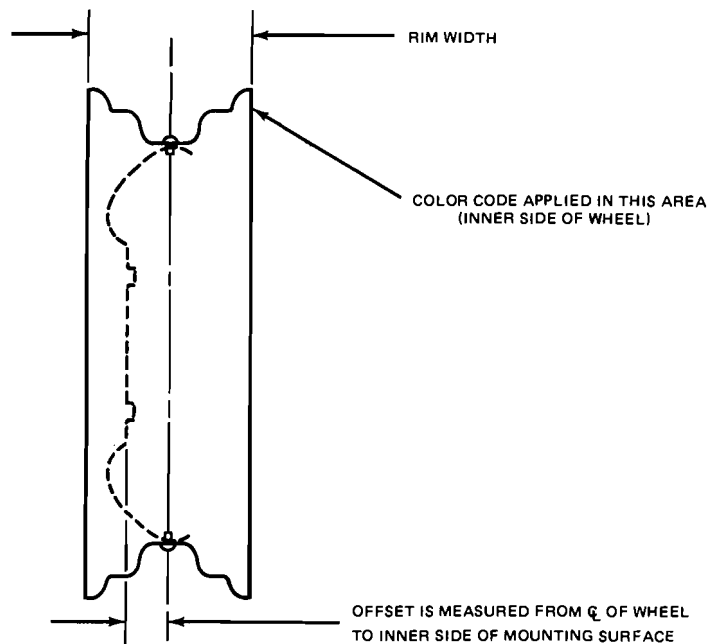 RIM WIDTH
COLOR CODE APPLIED IN THIS AREA
(INNER SIDE OF WHEEL)
OFFSET IS MEASURED FROM ℄ OF WHEEL
TO INNER SIDE OF MOUNTING SURFACE